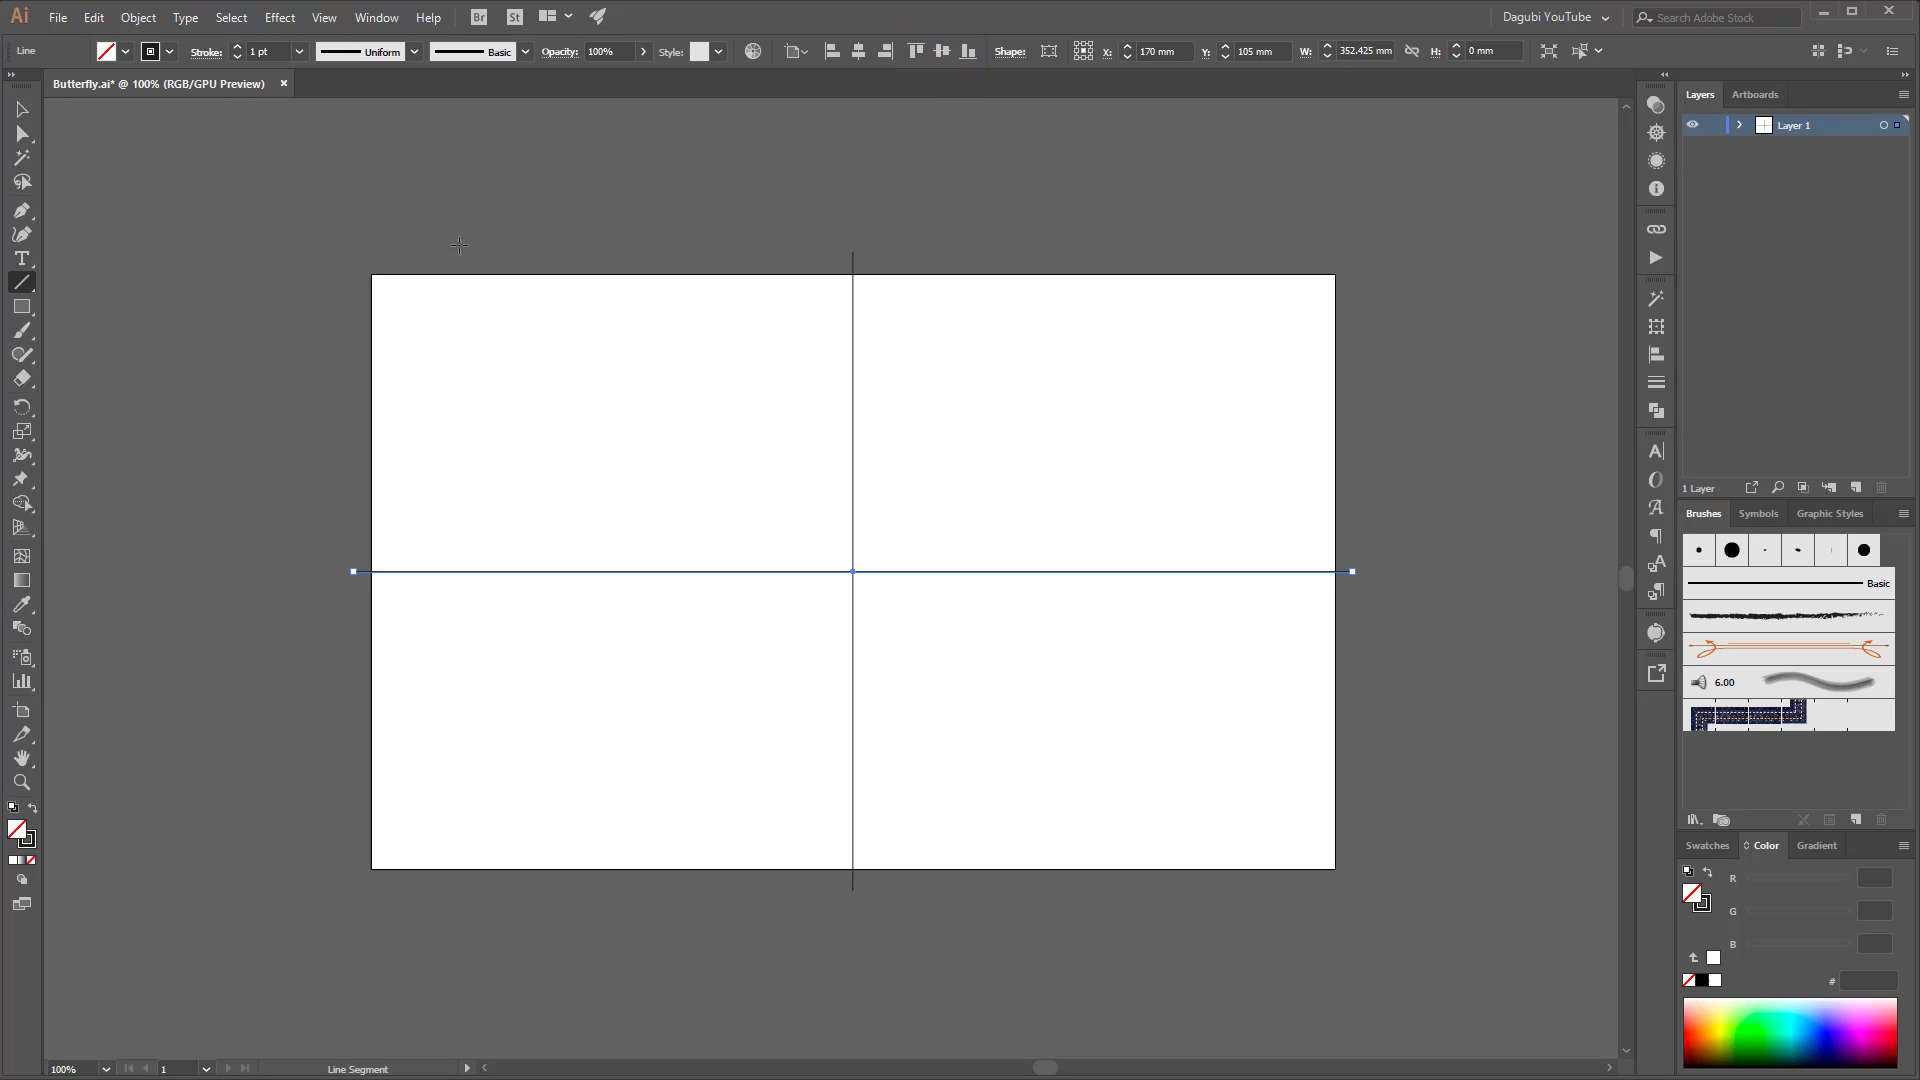 Ai File Edit Object Type Select Effect View Window Help Br St Dagubi YouTube Search Adobe Stock
Line Stroke: 1 pt Uniform Basic Opacity: 100% Style: Shape: X: 170 mm Y: 105 mm W: 352.425 mm H: 0 mm
Butterfly.ai* @ 100% (RGB/GPU Preview) ×
Layers Artboards
Layer 1
1 Layer
Brushes Symbols Graphic Styles
Basic
6.00
Swatches Color Gradient
R
G
B
#
100% 1 Line Segment